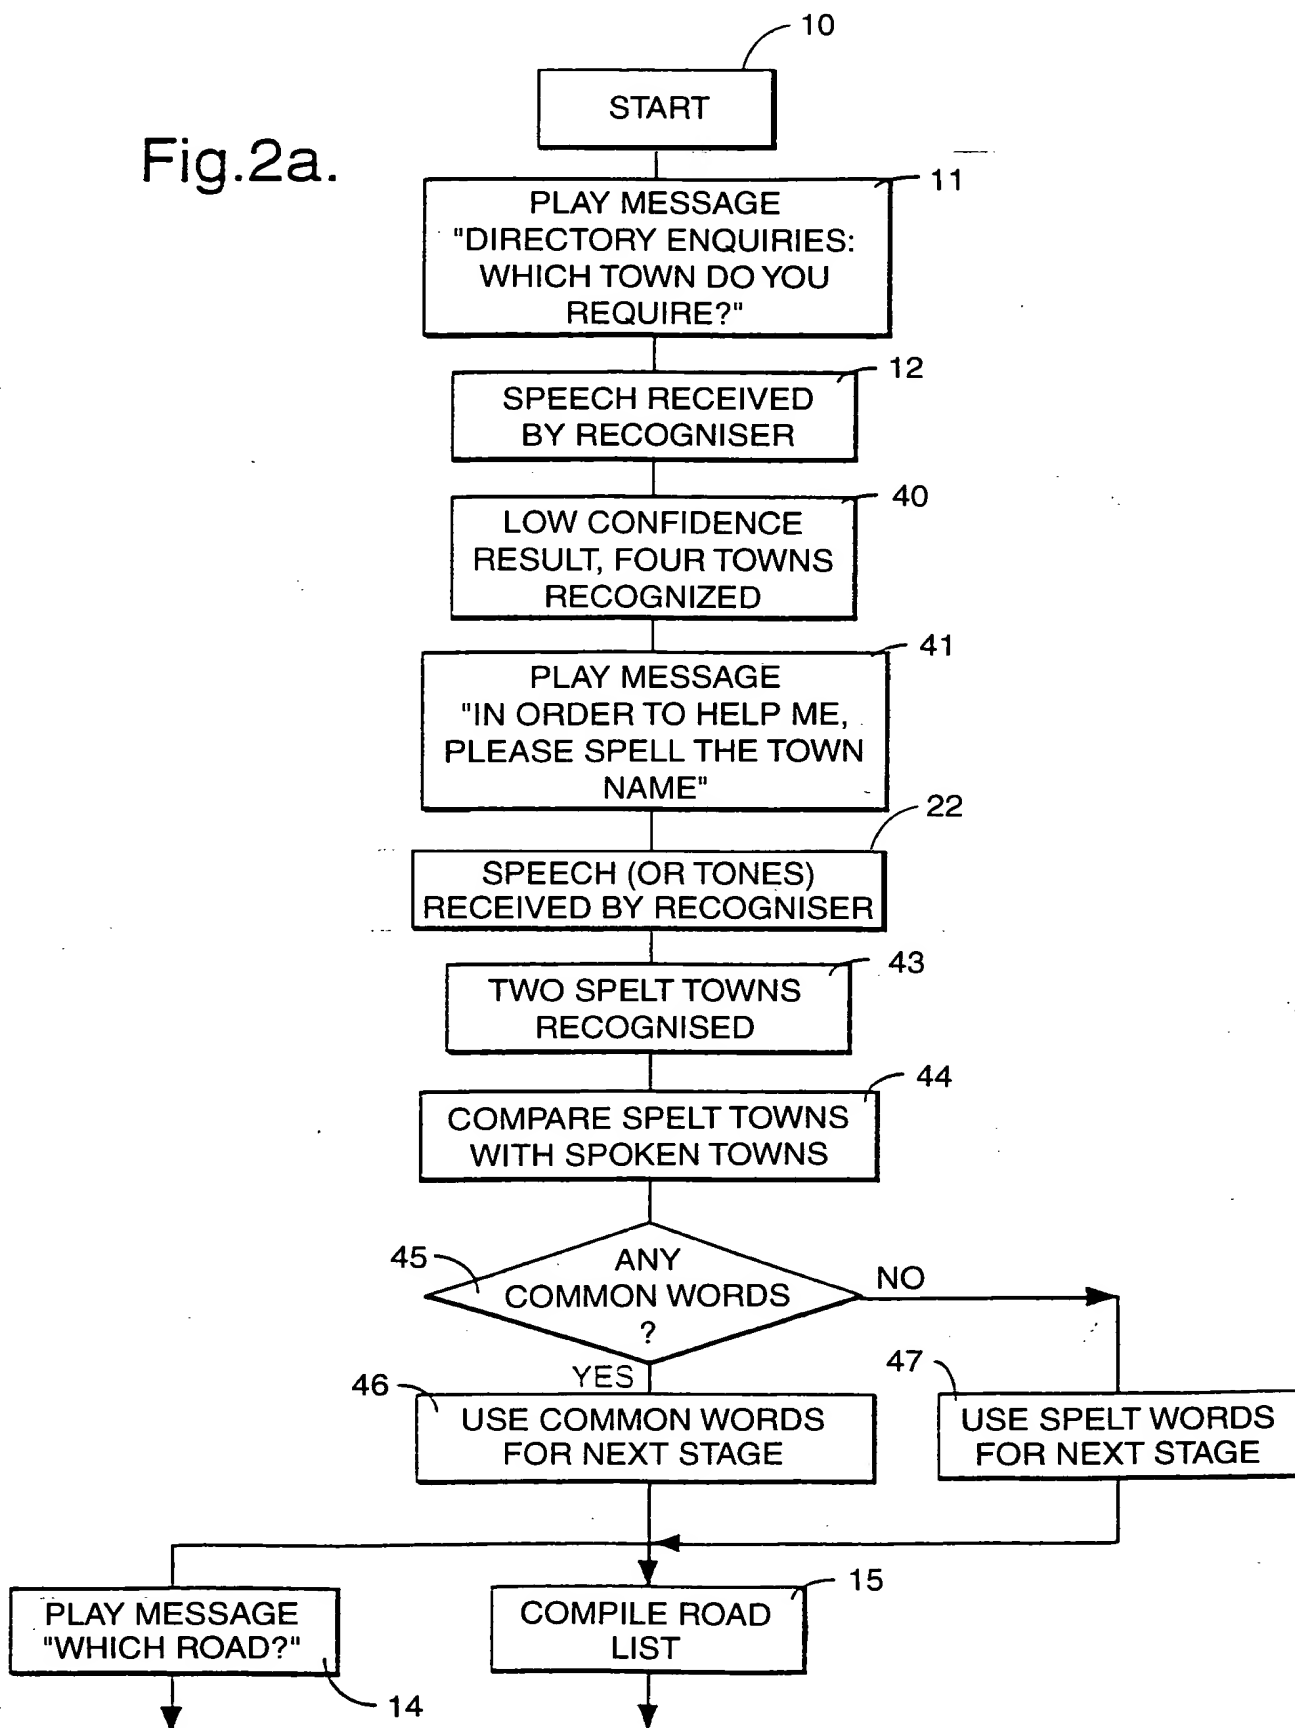 10
START
Fig.2a.
11
PLAY MESSAGE
"DIRECTORY ENQUIRIES:
WHICH TOWN DO YOU
REQUIRE?"
12
SPEECH RECEIVED
BY RECOGNISER
40
LOW CONFIDENCE
RESULT, FOUR TOWNS
RECOGNIZED
41
PLAY MESSAGE
"IN ORDER TO HELP ME,
PLEASE SPELL THE TOWN
NAME"
22
SPEECH (OR TONES)
RECEIVED BY RECOGNISER
43
TWO SPELT TOWNS
RECOGNISED
44
COMPARE SPELT TOWNS
WITH SPOKEN TOWNS
45
ANY
COMMON WORDS
?
NO
YES
46
USE COMMON WORDS
FOR NEXT STAGE
47
USE SPELT WORDS
FOR NEXT STAGE
PLAY MESSAGE
"WHICH ROAD?"
14
15
COMPILE ROAD
LIST